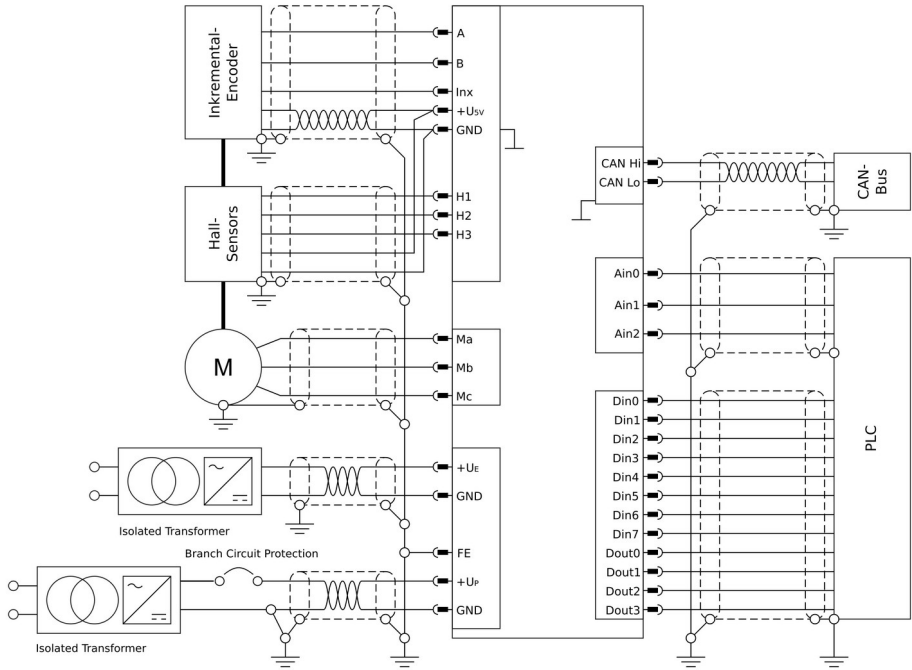 Inkremental-
Encoder
A
B
Inx
+U5V
GND
Hall-
Sensors
H1
H2
H3
M
Ma
Mb
Mc
+UE
GND
Isolated Transformer
Branch Circuit Protection
FE
+UP
GND
Isolated Transformer
CAN Hi
CAN Lo
CAN-
Bus
Ain0
Ain1
Ain2
Din0
Din1
Din2
Din3
Din4
Din5
Din6
Din7
Dout0
Dout1
Dout2
Dout3
PLC